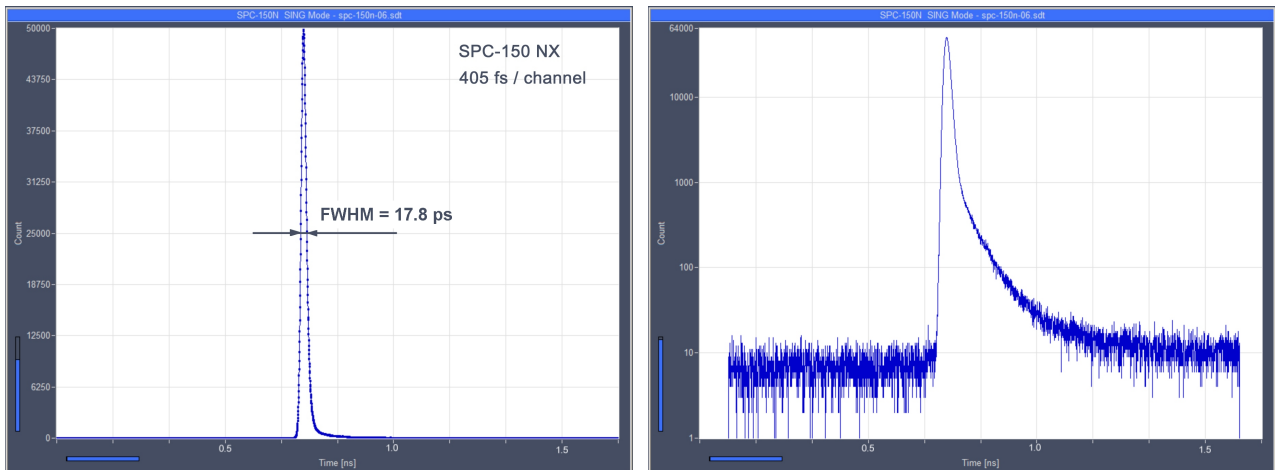 SPC-150N SING Mode - spc-150n-06.sdt
50000
43750
37500
31250
25000
18750
12500
6250
0
Count
SPC-150 NX
405 fs / channel
FWHM = 17.8 ps
0.5
1.0
1.5
Time [ns]
SPC-150N SING Mode - spc-150n-06.sdt
64000
10000
1000
100
10
1
Count
0.5
1.0
1.5
Time [ns]